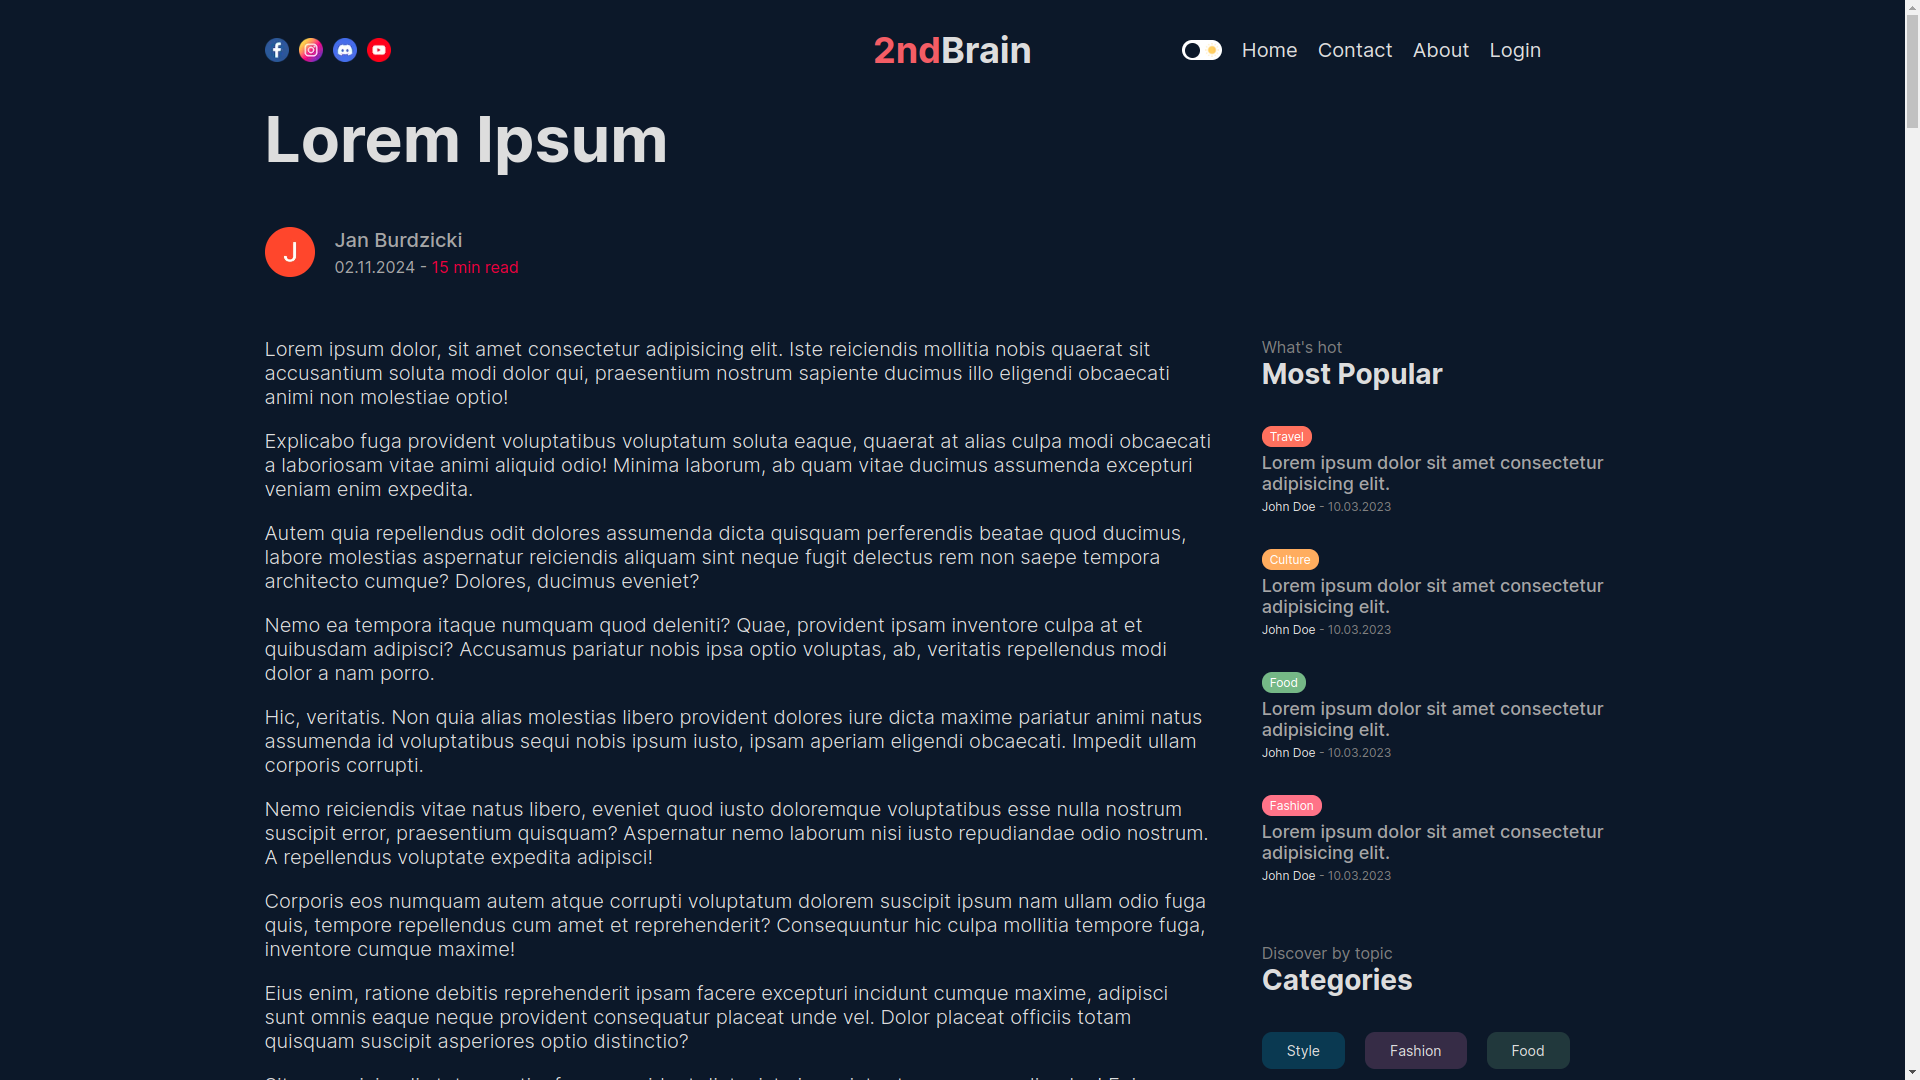 2ndBrain
Home Contact About Login
Lorem Ipsum
J
Jan Burdzicki
02.11.2024 - 15 min read
Lorem ipsum dolor, sit amet consectetur adipisicing elit. Iste reiciendis mollitia nobis quaerat sit
accusantium soluta modi dolor qui, praesentium nostrum sapiente ducimus illo eligendi obcaecati
animi non molestiae optio!
Explicabo fuga provident voluptatibus voluptatum soluta eaque, quaerat at alias culpa modi obcaecati
a laboriosam vitae animi aliquid odio! Minima laborum, ab quam vitae ducimus assumenda excepturi
veniam enim expedita.
Autem quia repellendus odit dolores assumenda dicta quisquam perferendis beatae quod ducimus,
labore molestias aspernatur reiciendis aliquam sint neque fugit delectus rem non saepe tempora
architecto cumque? Dolores, ducimus eveniet?
Nemo ea tempora itaque numquam quod deleniti? Quae, provident ipsam inventore culpa at et
quibusdam adipisci? Accusamus pariatur nobis ipsa optio voluptas, ab, veritatis repellendus modi
dolor a nam porro.
Hic, veritatis. Non quia alias molestias libero provident dolores iure dicta maxime pariatur animi natus
assumenda id voluptatibus sequi nobis ipsum iusto, ipsam aperiam eligendi obcaecati. Impedit ullam
corporis corrupti.
Nemo reiciendis vitae natus libero, eveniet quod iusto doloremque voluptatibus esse nulla nostrum
suscipit error, praesentium quisquam? Aspernatur nemo laborum nisi iusto repudiandae odio nostrum.
A repellendus voluptate expedita adipisci!
Corporis eos numquam autem atque corrupti voluptatum dolorem suscipit ipsum nam ullam odio fuga
quis, tempore repellendus cum amet et reprehenderit? Consequuntur hic culpa mollitia tempore fuga,
inventore cumque maxime!
Eius enim, ratione debitis reprehenderit ipsam facere excepturi incidunt cumque maxime, adipisci
sunt omnis eaque neque provident consequatur placeat unde vel. Dolor placeat officiis totam
quisquam suscipit asperiores optio distinctio?
What's hot
Most Popular
Travel
Lorem ipsum dolor sit amet consectetur
adipisicing elit.
John Doe - 10.03.2023
Culture
Lorem ipsum dolor sit amet consectetur
adipisicing elit.
John Doe - 10.03.2023
Food
Lorem ipsum dolor sit amet consectetur
adipisicing elit.
John Doe - 10.03.2023
Fashion
Lorem ipsum dolor sit amet consectetur
adipisicing elit.
John Doe - 10.03.2023
Discover by topic
Categories
Style Fashion Food